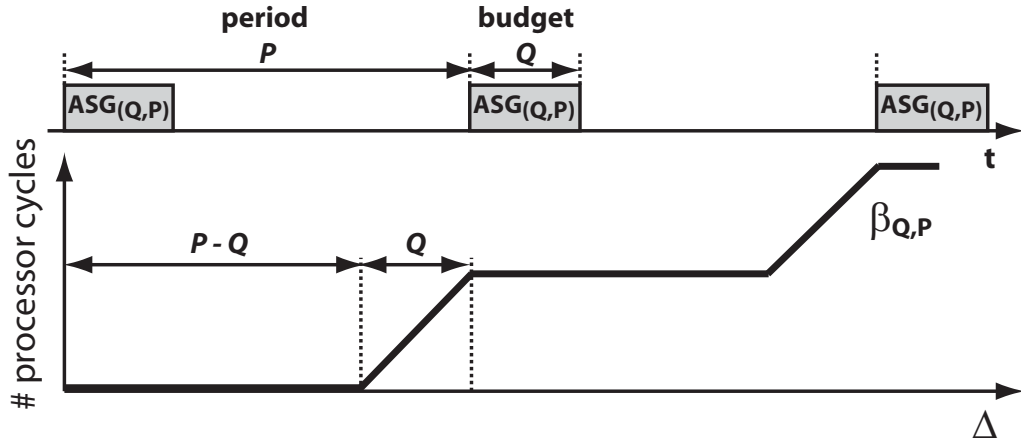 period budget
P Q
ASG(Q,P) ASG(Q,P) ASG(Q,P)
t
# processor cycles
P - Q Q
βQ,P
Δ